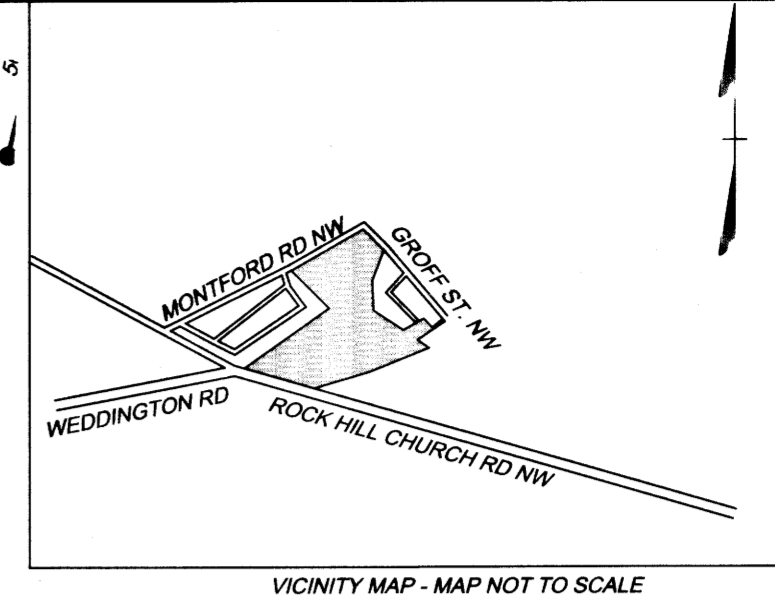 MONTFORD RD NW
GROFF ST. NW
WEDDINGTON RD
ROCK HILL CHURCH RD NW
VICINITY MAP - MAP NOT TO SCALE